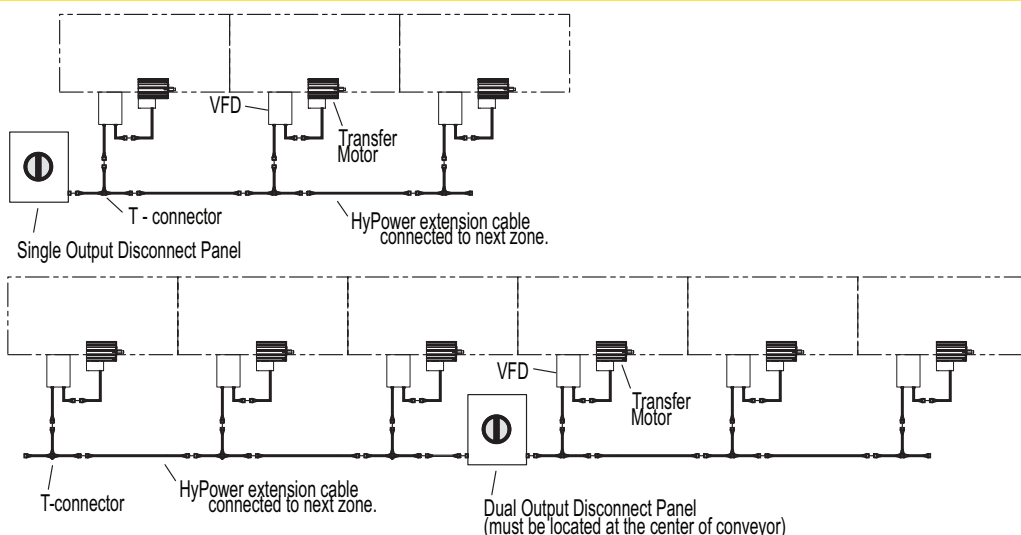 VFD
Transfer
Motor
T - connector
HyPower extension cable
connected to next zone.
Single Output Disconnect Panel
VFD
Transfer
Motor
T-connector
HyPower extension cable
connected to next zone.
Dual Output Disconnect Panel
(must be located at the center of conveyor)